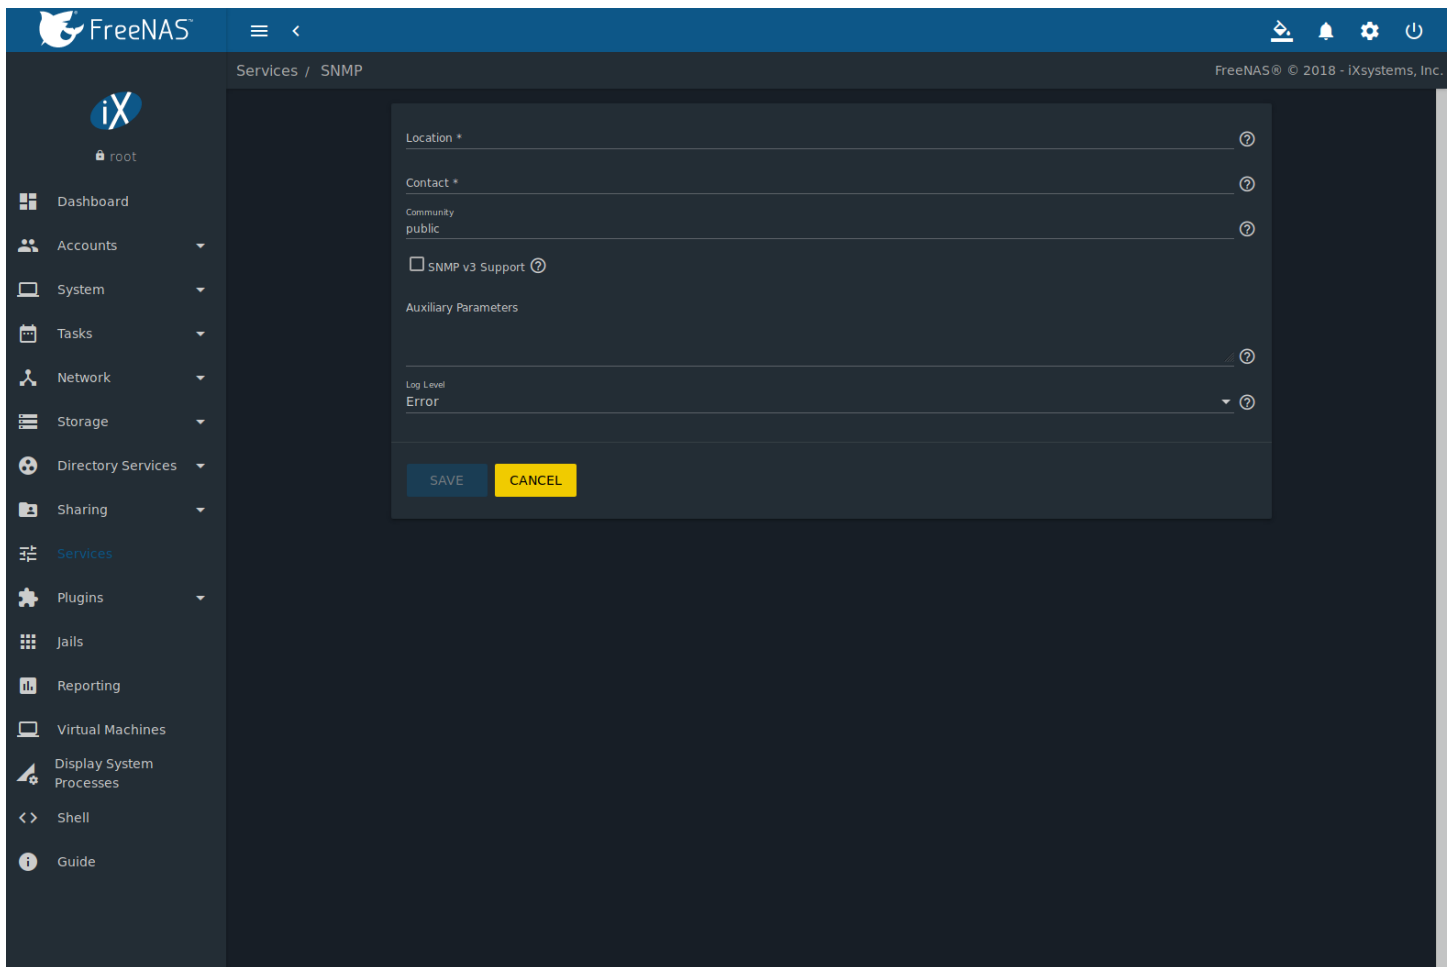 FreeNAS™
Services / SNMP
FreeNAS® © 2018 - iXsystems, Inc.
iX
root
Dashboard
Accounts
System
Tasks
Network
Storage
Directory Services
Sharing
Services
Plugins
Jails
Reporting
Virtual Machines
Display System
Processes
Shell
Guide
Location *
Contact *
Community
public
SNMP v3 Support
Auxiliary Parameters
Log Level
Error
SAVE
CANCEL